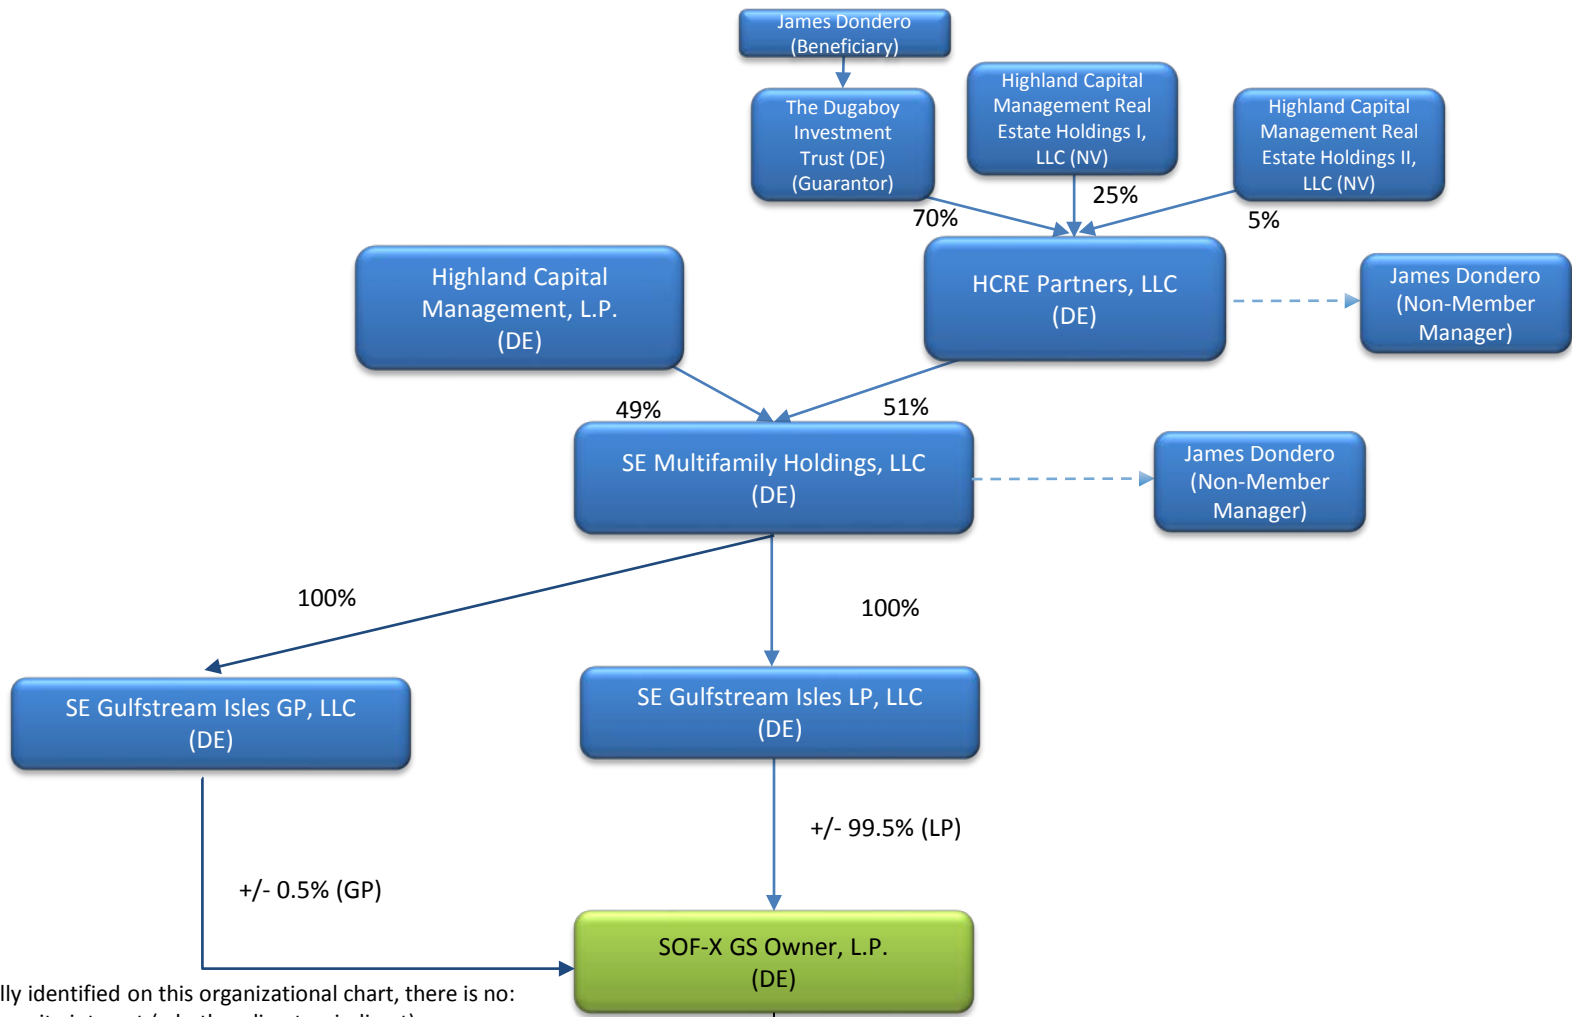 James Dondero
(Beneficiary)
The Dugaboy
Investment
Trust (DE)
(Guarantor)
Highland Capital
Management Real
Estate Holdings I,
LLC (NV)
Highland Capital
Management Real
Estate Holdings II,
LLC (NV)
70%
25%
5%
Highland Capital
Management, L.P.
(DE)
HCRE Partners, LLC
(DE)
James Dondero
(Non-Member
Manager)
49%
51%
SE Multifamily Holdings, LLC
(DE)
James Dondero
(Non-Member
Manager)
100%
100%
SE Gulfstream Isles GP, LLC
(DE)
SE Gulfstream Isles LP, LLC
(DE)
+/- 99.5% (LP)
+/- 0.5% (GP)
SOF-X GS Owner, L.P.
(DE)
lly identified on this organizational chart, there is no: